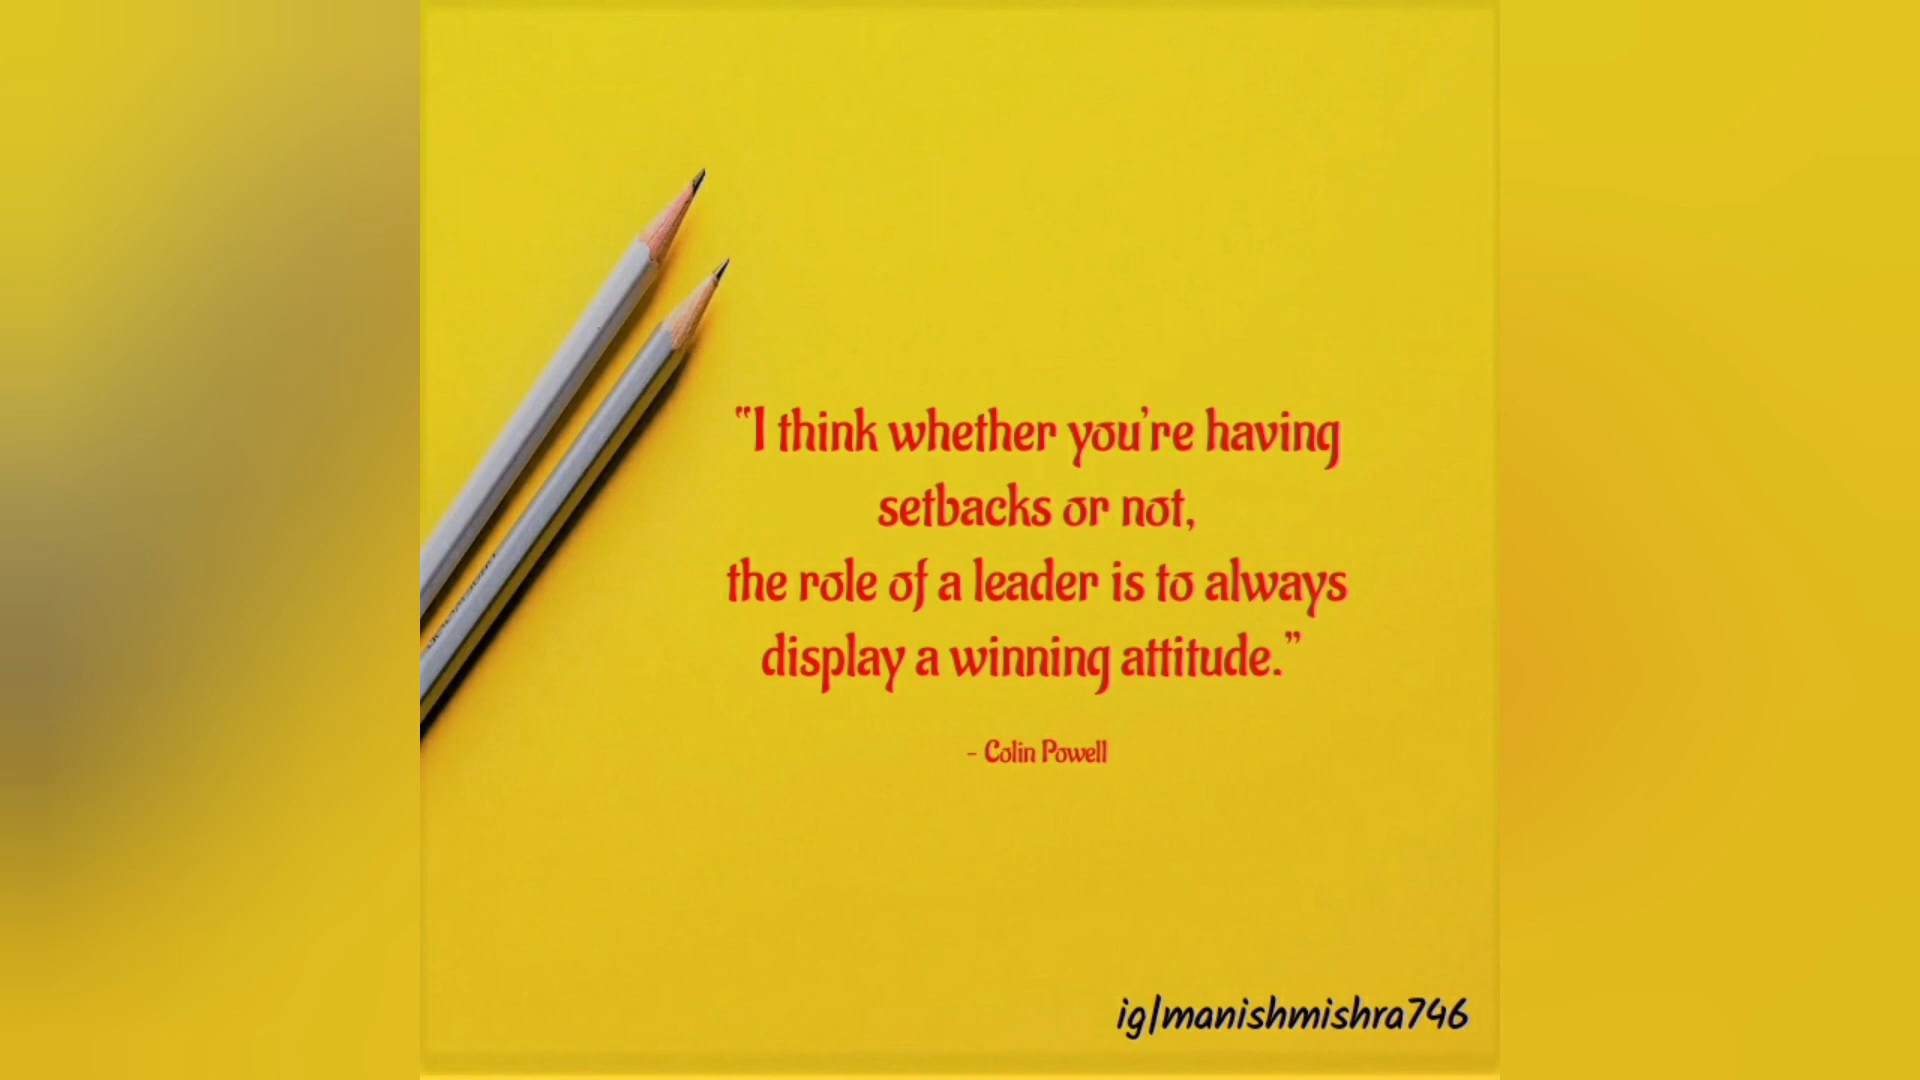 “I think whether you’re having
setbacks or not,
the role of a leader is to always
display a winning attitude.”
- Colin Powell
ig|manishmishra746